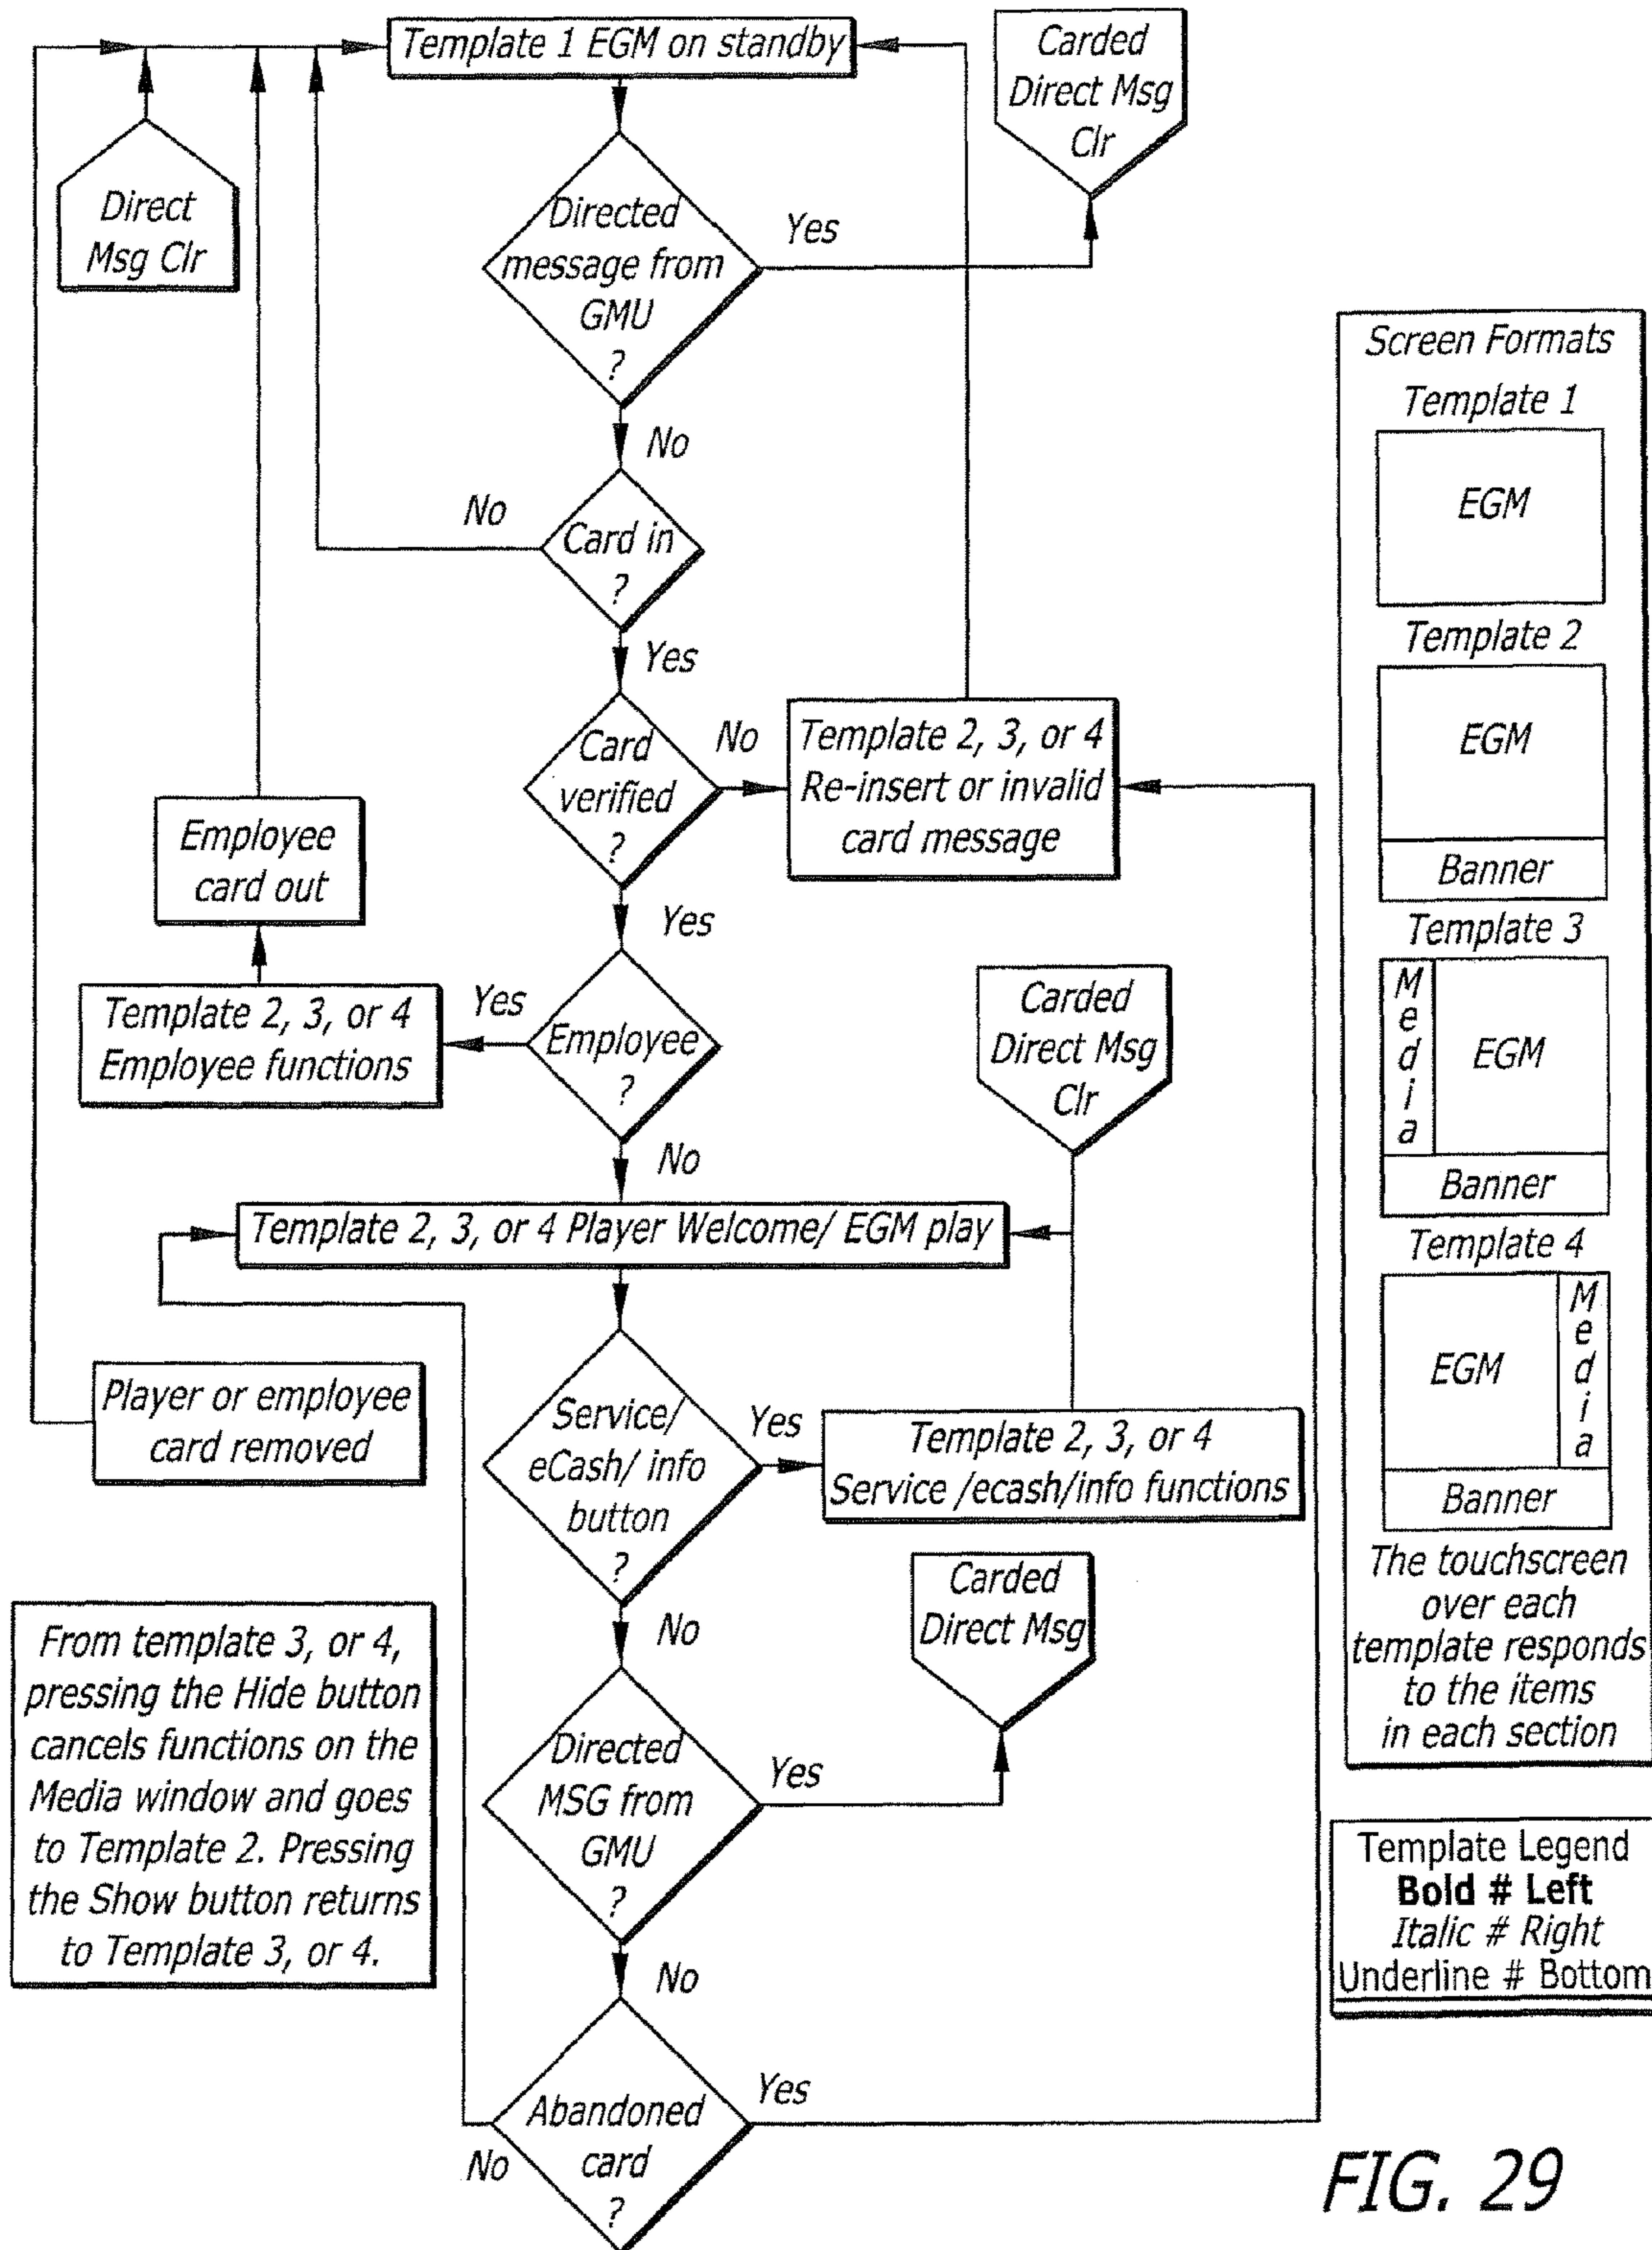 Template 1 EGM on standby
Carded
Direct Msg
Clr
Direct
Msg Clr
Directed
message from
GMU
?
Yes
No
Card in
?
No
Yes
Card
verified
?
No
Template 2, 3, or 4
Re-insert or invalid
card message
Yes
Employee
card out
Template 2, 3, or 4
Employee functions
Yes
Employee
?
No
Carded
Direct Msg
Clr
Template 2, 3, or 4 Player Welcome/ EGM play
Player or employee
card removed
Service/
eCash/ info
button
?
Yes
Template 2, 3, or 4
Service /ecash/info functions
No
Carded
Direct Msg
Directed
MSG from
GMU
?
Yes
No
From template 3, or 4,
pressing the Hide button
cancels functions on the
Media window and goes
to Template 2. Pressing
the Show button returns
to Template 3, or 4.
Abandoned
card
?
Yes
No
Screen Formats
Template 1
EGM
Template 2
EGM
Banner
Template 3
Media
EGM
Banner
Template 4
EGM
Media
Banner
The touchscreen
over each
template responds
to the items
in each section
Template Legend
Bold # Left
Italic # Right
Underline # Bottom
FIG. 29